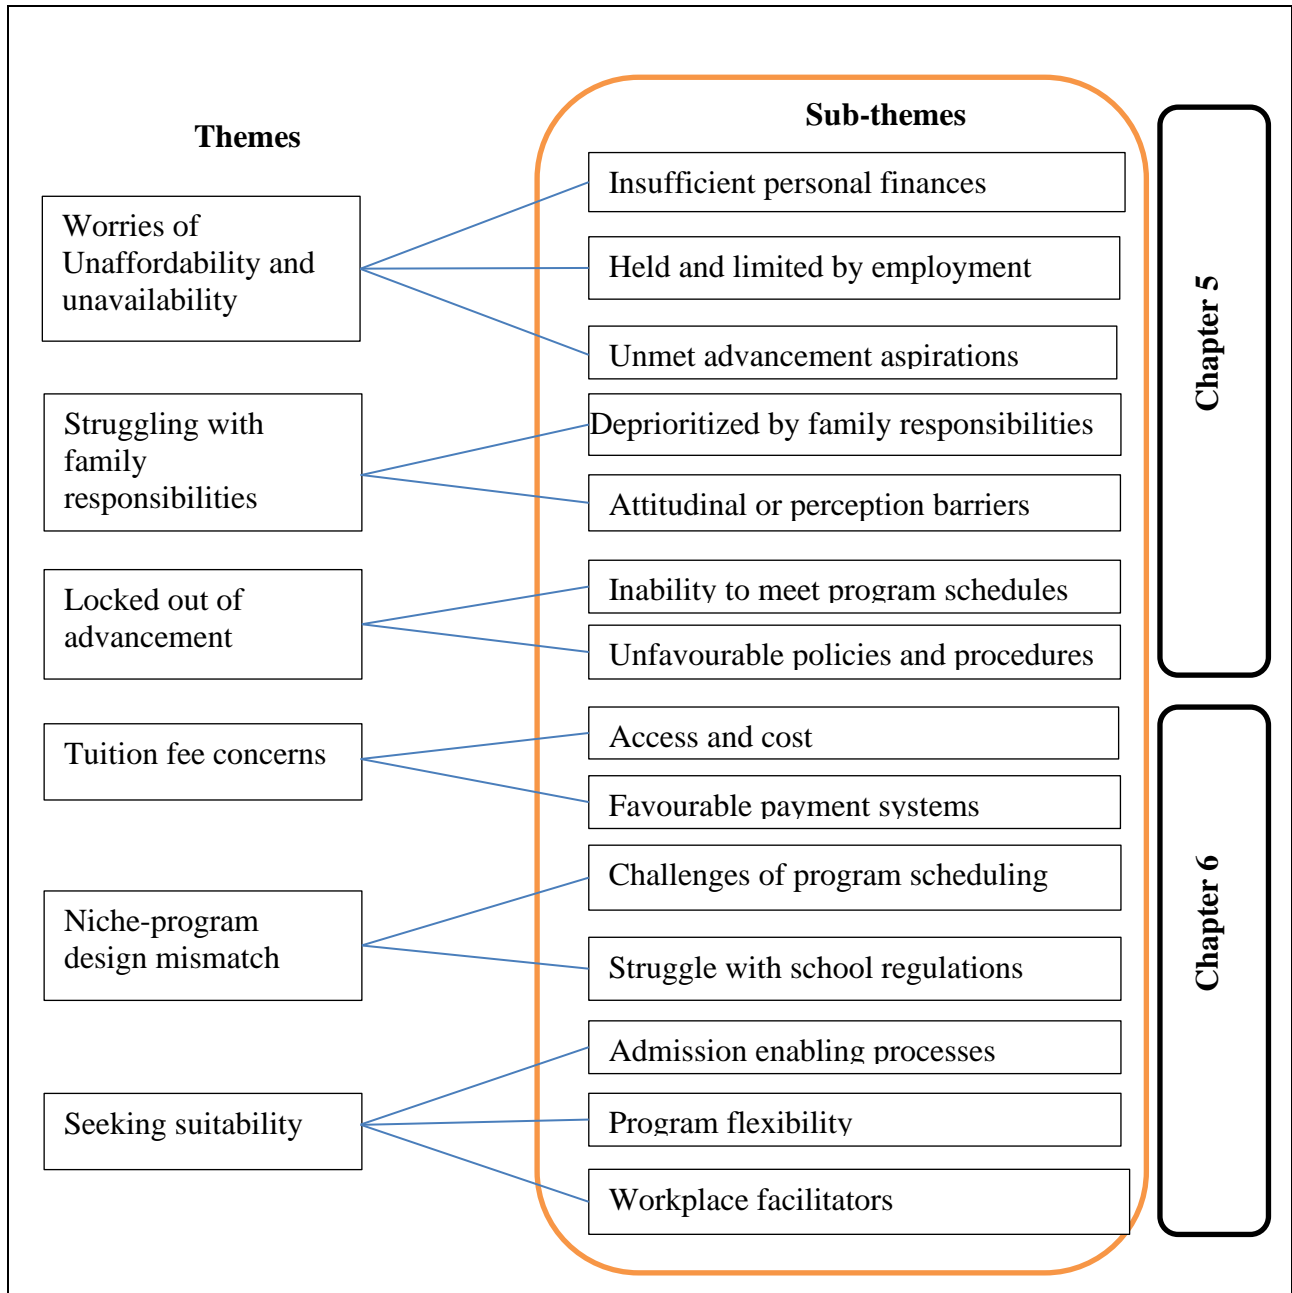 Themes
Sub-themes
Worries of
Unaffordability and
unavailability
Insufficient personal finances
Held and limited by employment
Unmet advancement aspirations
Struggling with
family
responsibilities
Deprioritized by family responsibilities
Attitudinal or perception barriers
Locked out of
advancement
Inability to meet program schedules
Unfavourable policies and procedures
Chapter 5
Tuition fee concerns
Access and cost
Favourable payment systems
Niche-program
design mismatch
Challenges of program scheduling
Struggle with school regulations
Seeking suitability
Admission enabling processes
Program flexibility
Workplace facilitators
Chapter 6